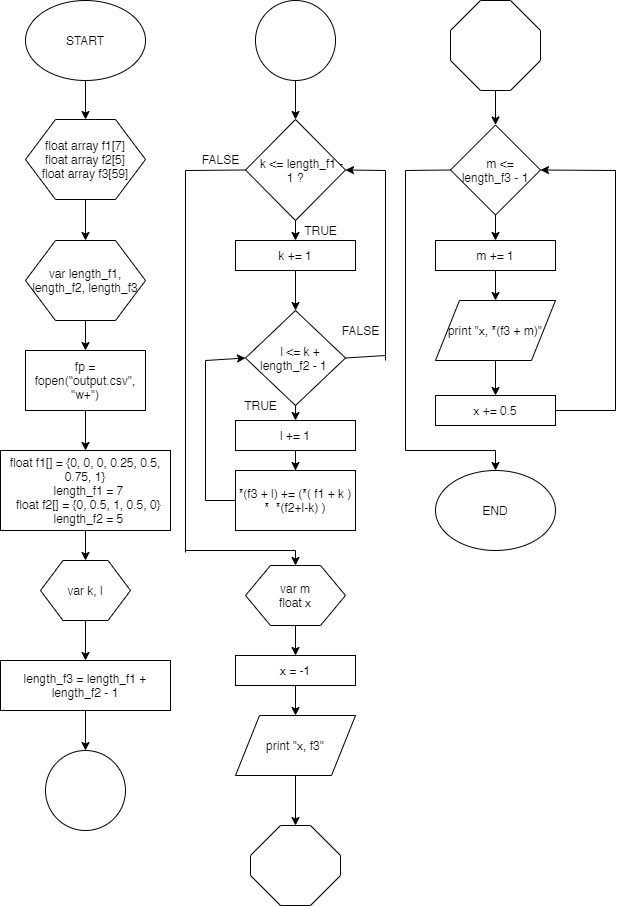 START
float array f1[7]
float array f2[5]
float array f3[59]
var length_f1,
length_f2, length_f3
fp =
fopen("output.csv",
"w+")
float f1[] = {0, 0, 0, 0.25, 0.5,
0.75, 1}
length_f1 = 7
float f2[] = {0, 0.5, 1, 0.5, 0}
length_f2 = 5
var k, l
length_f3 = length_f1 +
length_f2 - 1
FALSE
k <= length_f1 -
1 ?
TRUE
k += 1
FALSE
l <= k +
length_f2 - 1
TRUE
l += 1
*(f3 + l) += (*( f1 + k )
* *(f2+l-k) )
var m
float x
x = -1
print "x, f3"
m <=
length_f3 - 1
m += 1
print "x, *(f3 + m)"
x += 0.5
END